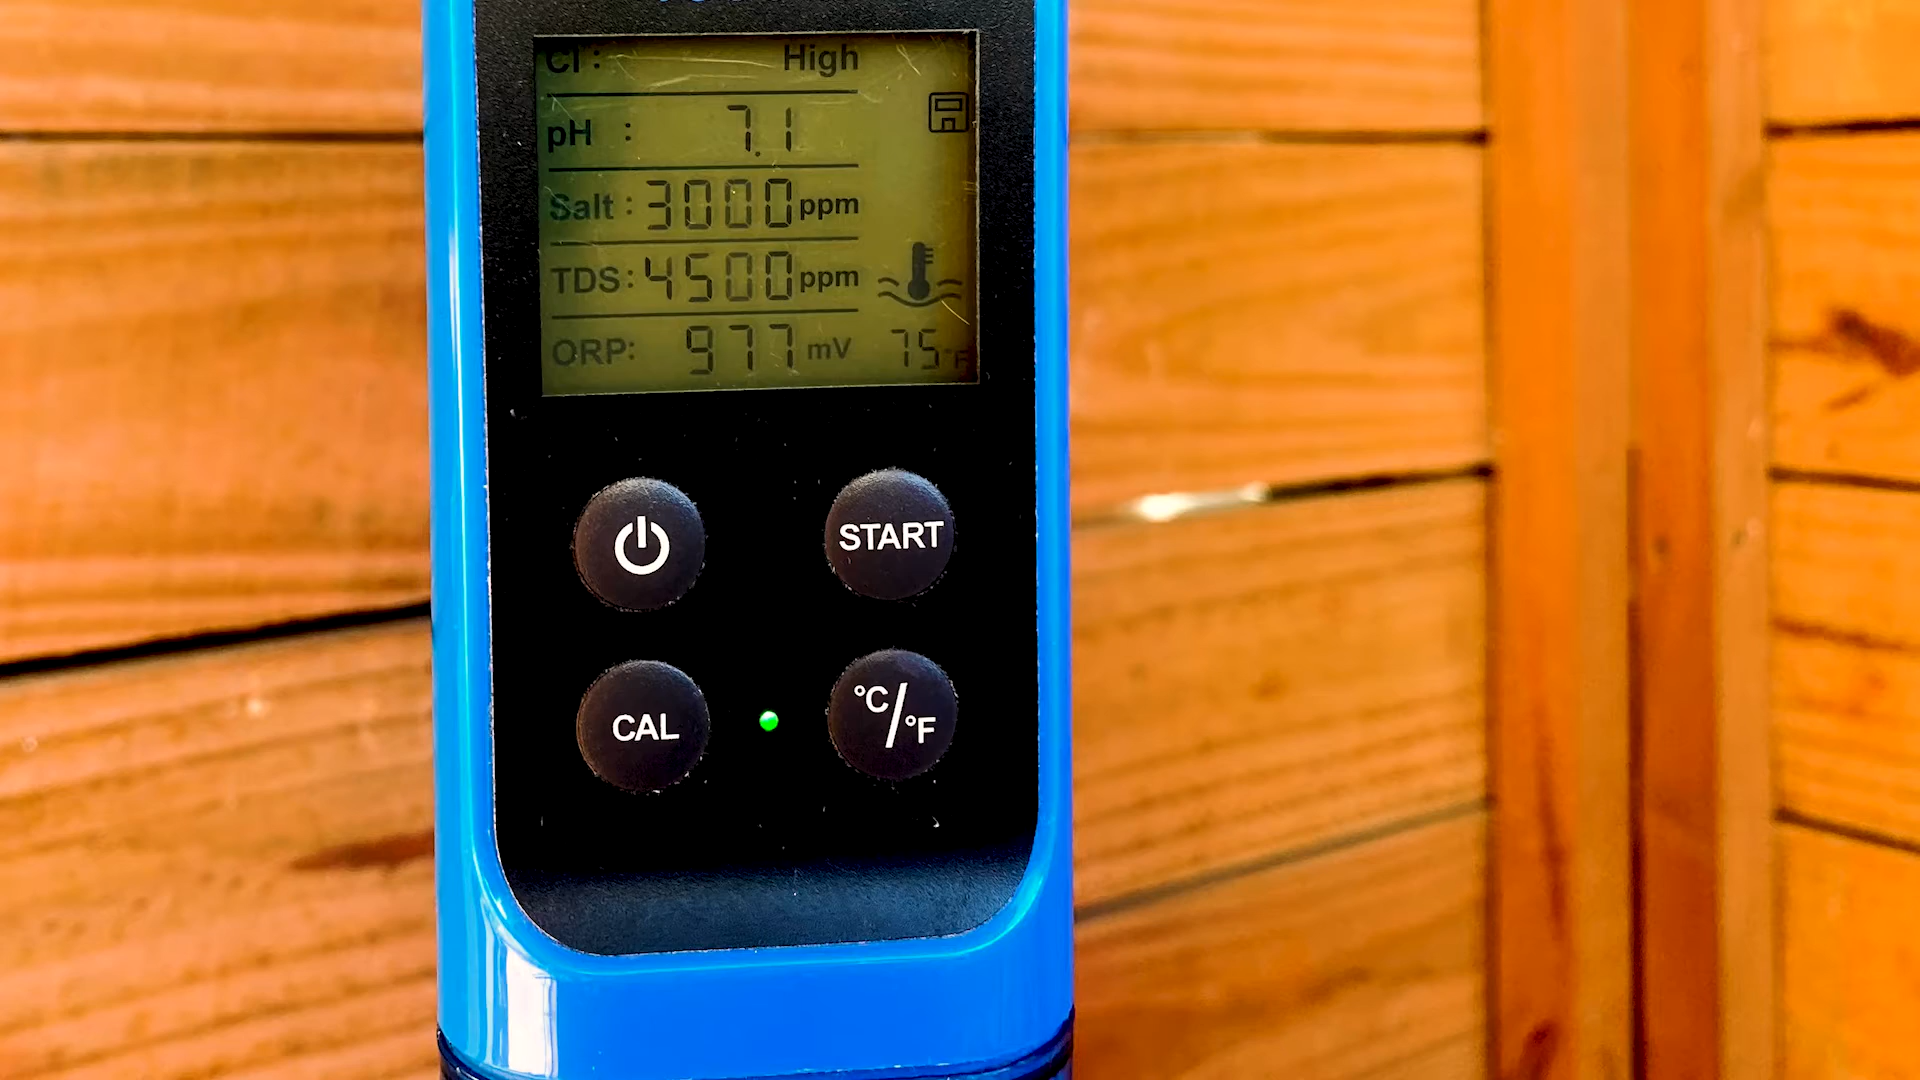 Cl : High
pH : 7.1
Salt : 3000 ppm
TDS: 4500 ppm
ORP: 977 mV 75°F
START
CAL
°C/°F